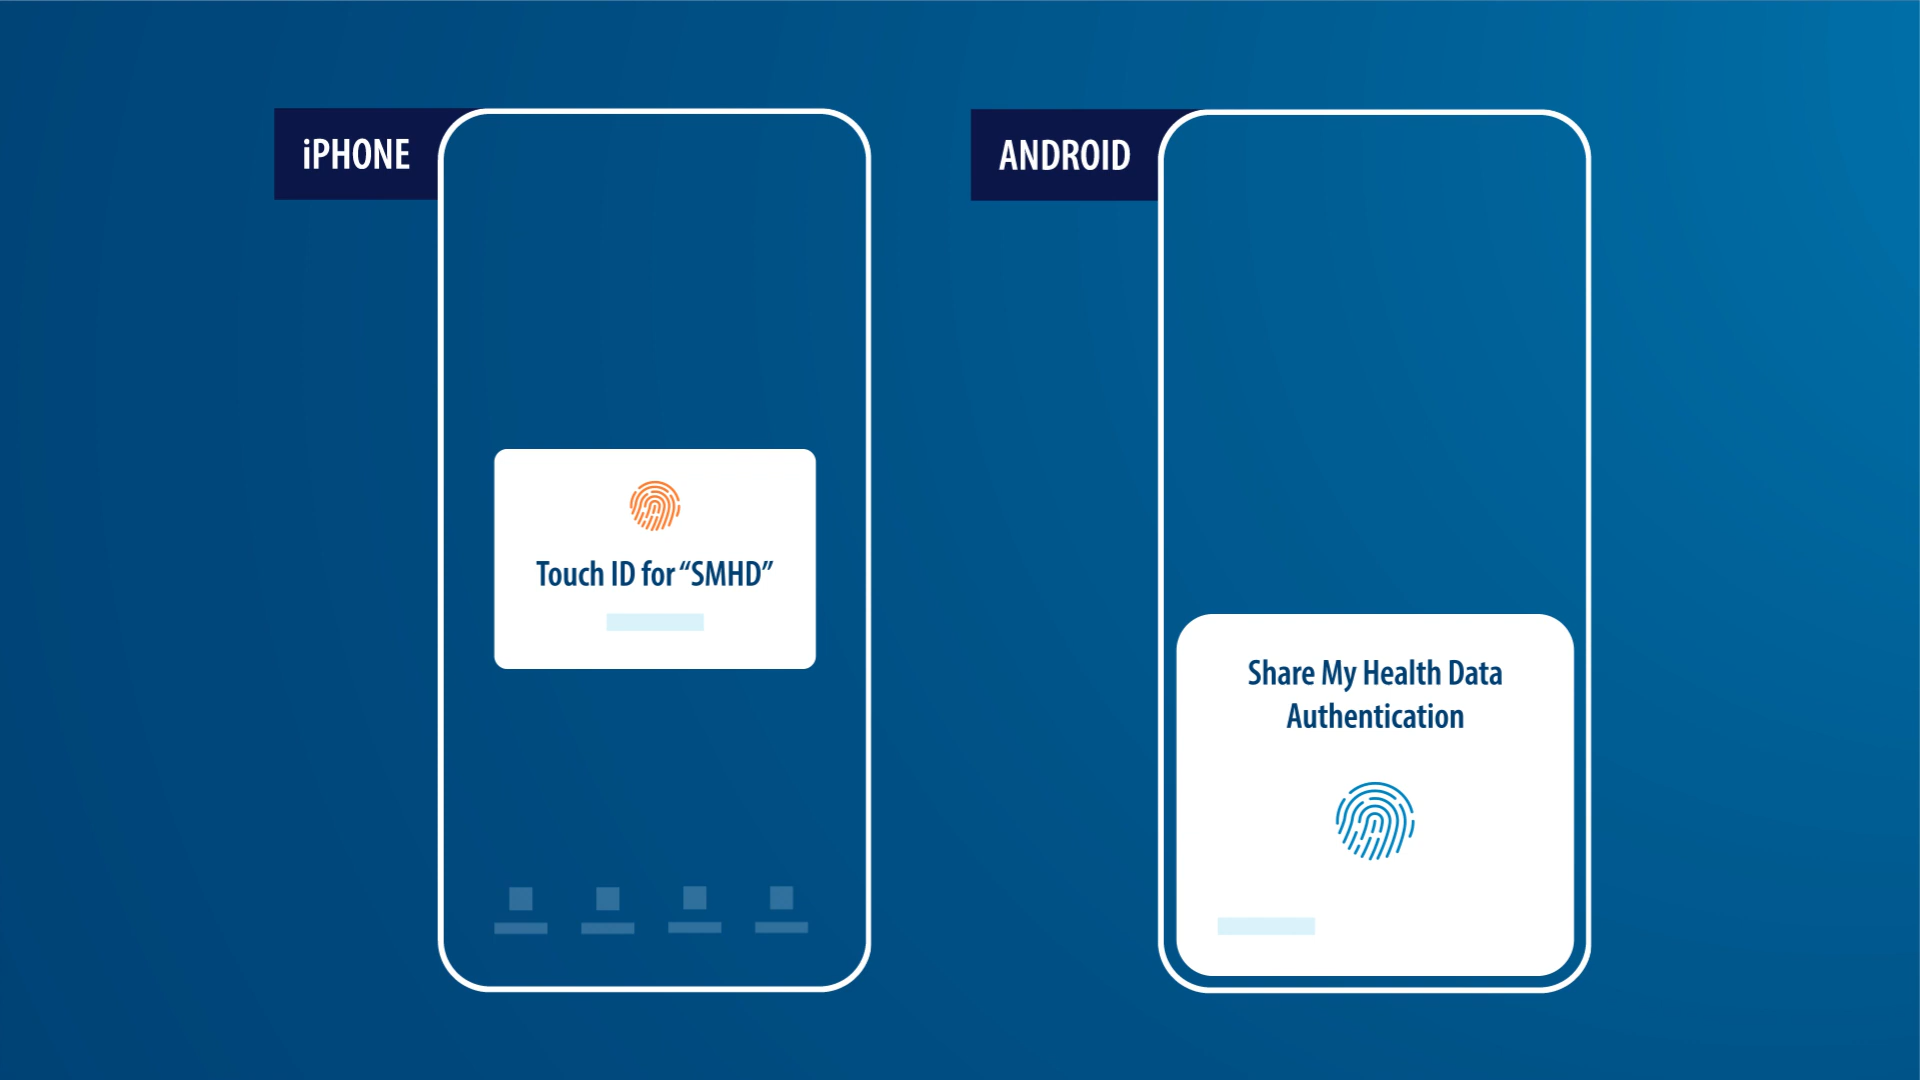 iPHONE
Touch ID for “SMHD”
ANDROID
Share My Health Data
Authentication